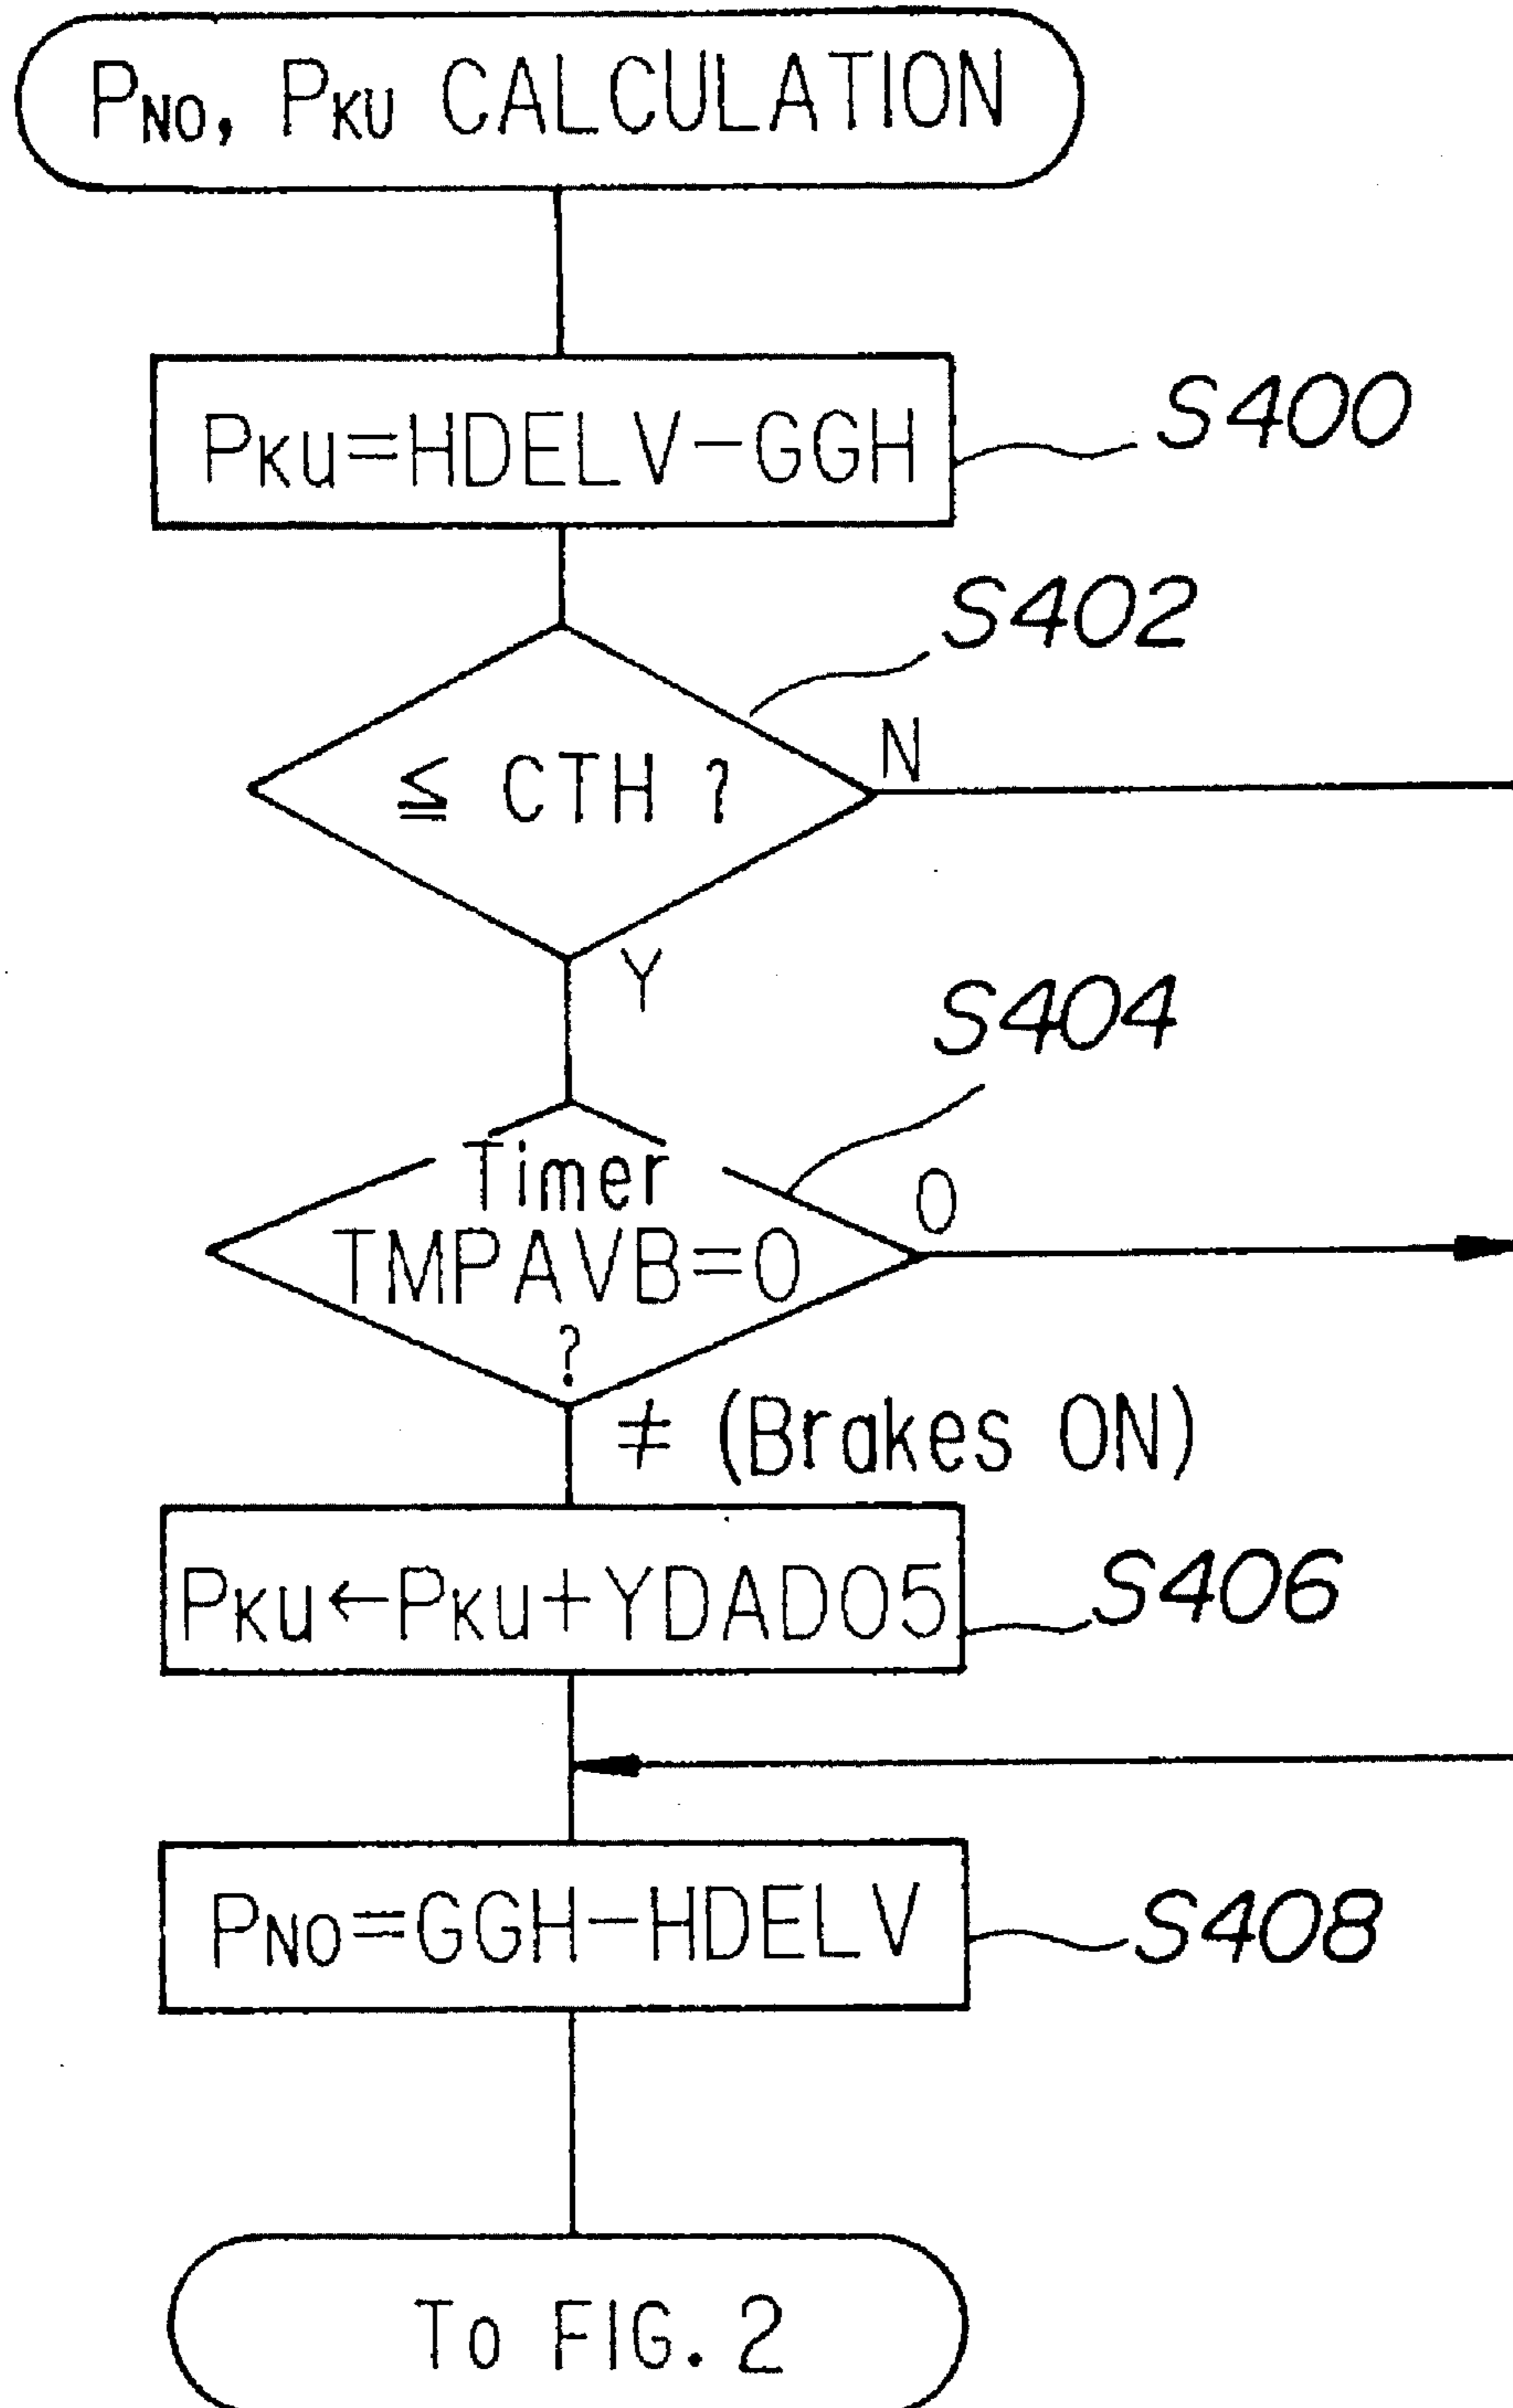 PNO, PKU CALCULATION
PKU=HDELV-GGH
S400
S402
≦ CTH ?
N
Y
S404
Timer
TMPAVB=0
?
0
≠ (Brakes ON)
PKU←PKU+YDAD05
S406
PNO=GGH-HDELV
S408
To FIG. 2